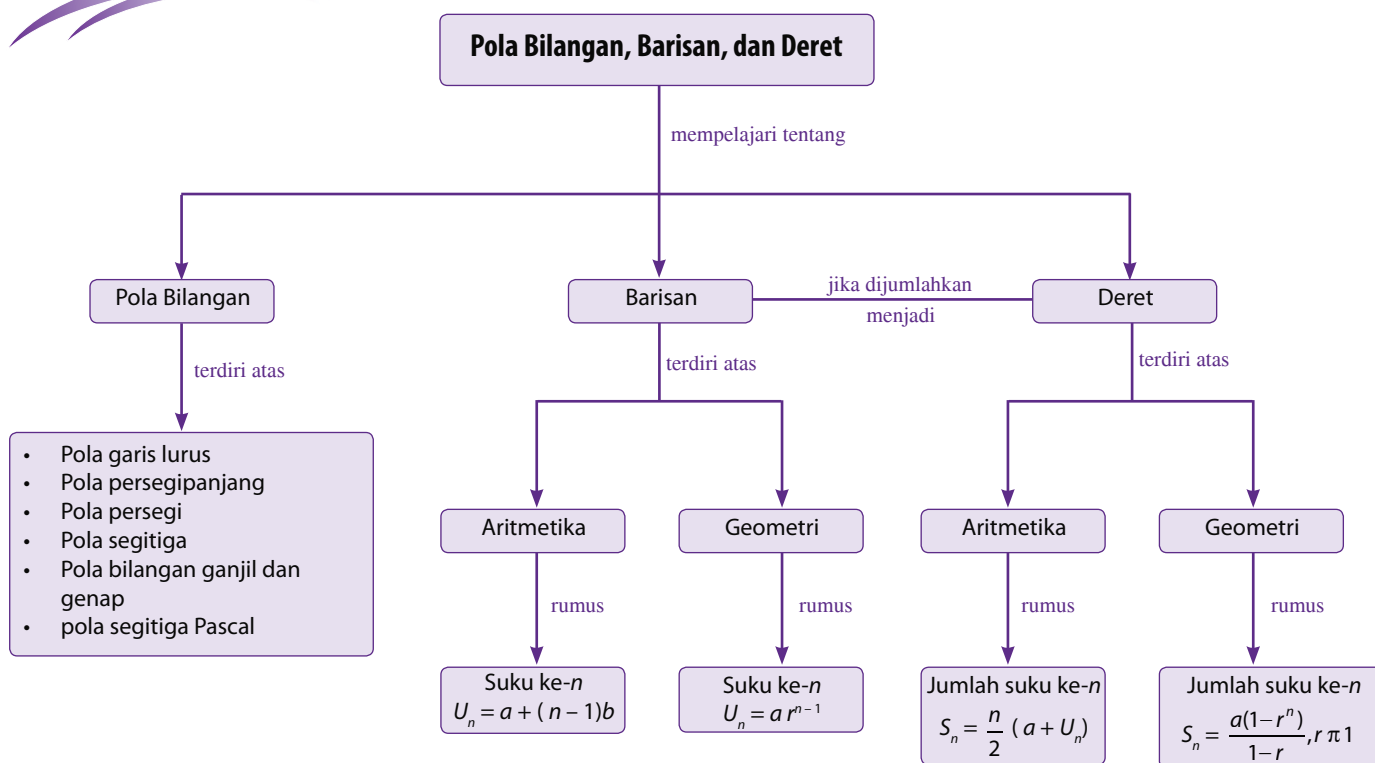 Pola Bilangan, Barisan, dan Deret
mempelajari tentang
Pola Bilangan
Barisan
jika dijumlahkan
menjadi
Deret
terdiri atas
terdiri atas
terdiri atas
• Pola garis lurus
• Pola persegipanjang
• Pola persegi
• Pola segitiga
• Pola bilangan ganjil dan
genap
• pola segitiga Pascal
Aritmetika
Geometri
Aritmetika
Geometri
rumus
rumus
rumus
rumus
Suku ke-n
Uₙ = a + ( n – 1)b
Suku ke-n
Uₙ = a rⁿ⁻¹
Jumlah suku ke-n
Sₙ = n/2 ( a + Uₙ)
Jumlah suku ke-n
Sₙ = a(1–rⁿ)/1–r, r π 1